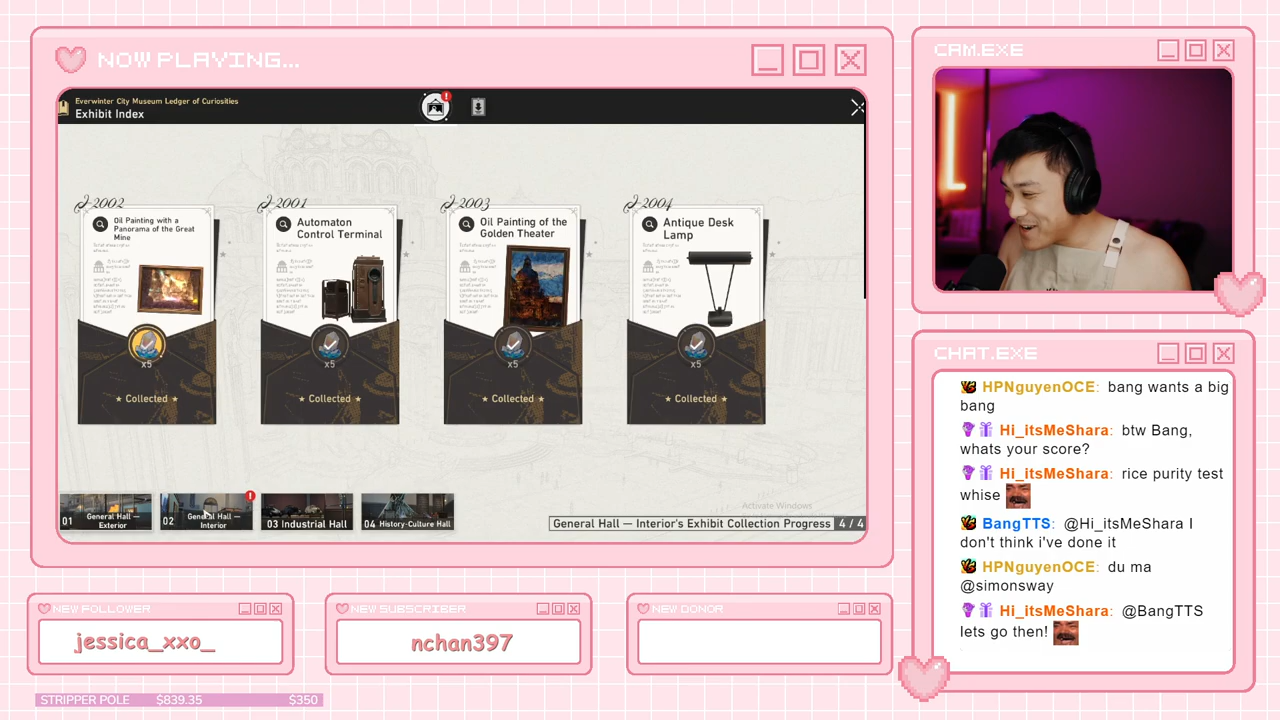 NOW PLAYING...
Everwinter City Museum Ledger of Curiosities
Exhibit Index
2002
Oil Painting with a
Panorama of the Great
Mine
x5
★ Collected ★
2001
Automaton
Control Terminal
x5
★ Collected ★
2003
Oil Painting of the
Golden Theater
x5
★ Collected ★
2004
Antique Desk
Lamp
x5
★ Collected ★
01 General Hall —
Exterior
02 General Hall —
Interior
03 Industrial Hall
04 History-Culture Hall
Activate Windows
General Hall — Interior's Exhibit Collection Progress 4 / 4
CAM.EXE
CHAT.EXE
HPNguyenOCE: bang wants a big
bang
Hi_itsMeShara: btw Bang,
whats your score?
Hi_itsMeShara: rice purity test
whise
BangTTS: @Hi_itsMeShara I
don't think i've done it
HPNguyenOCE: du ma
@simonsway
Hi_itsMeShara: @BangTTS
lets go then!
NEW FOLLOWER
jessica_xxo_
NEW SUBSCRIBER
nchan397
NEW DONOR
STRIPPER POLE $839.35 $350